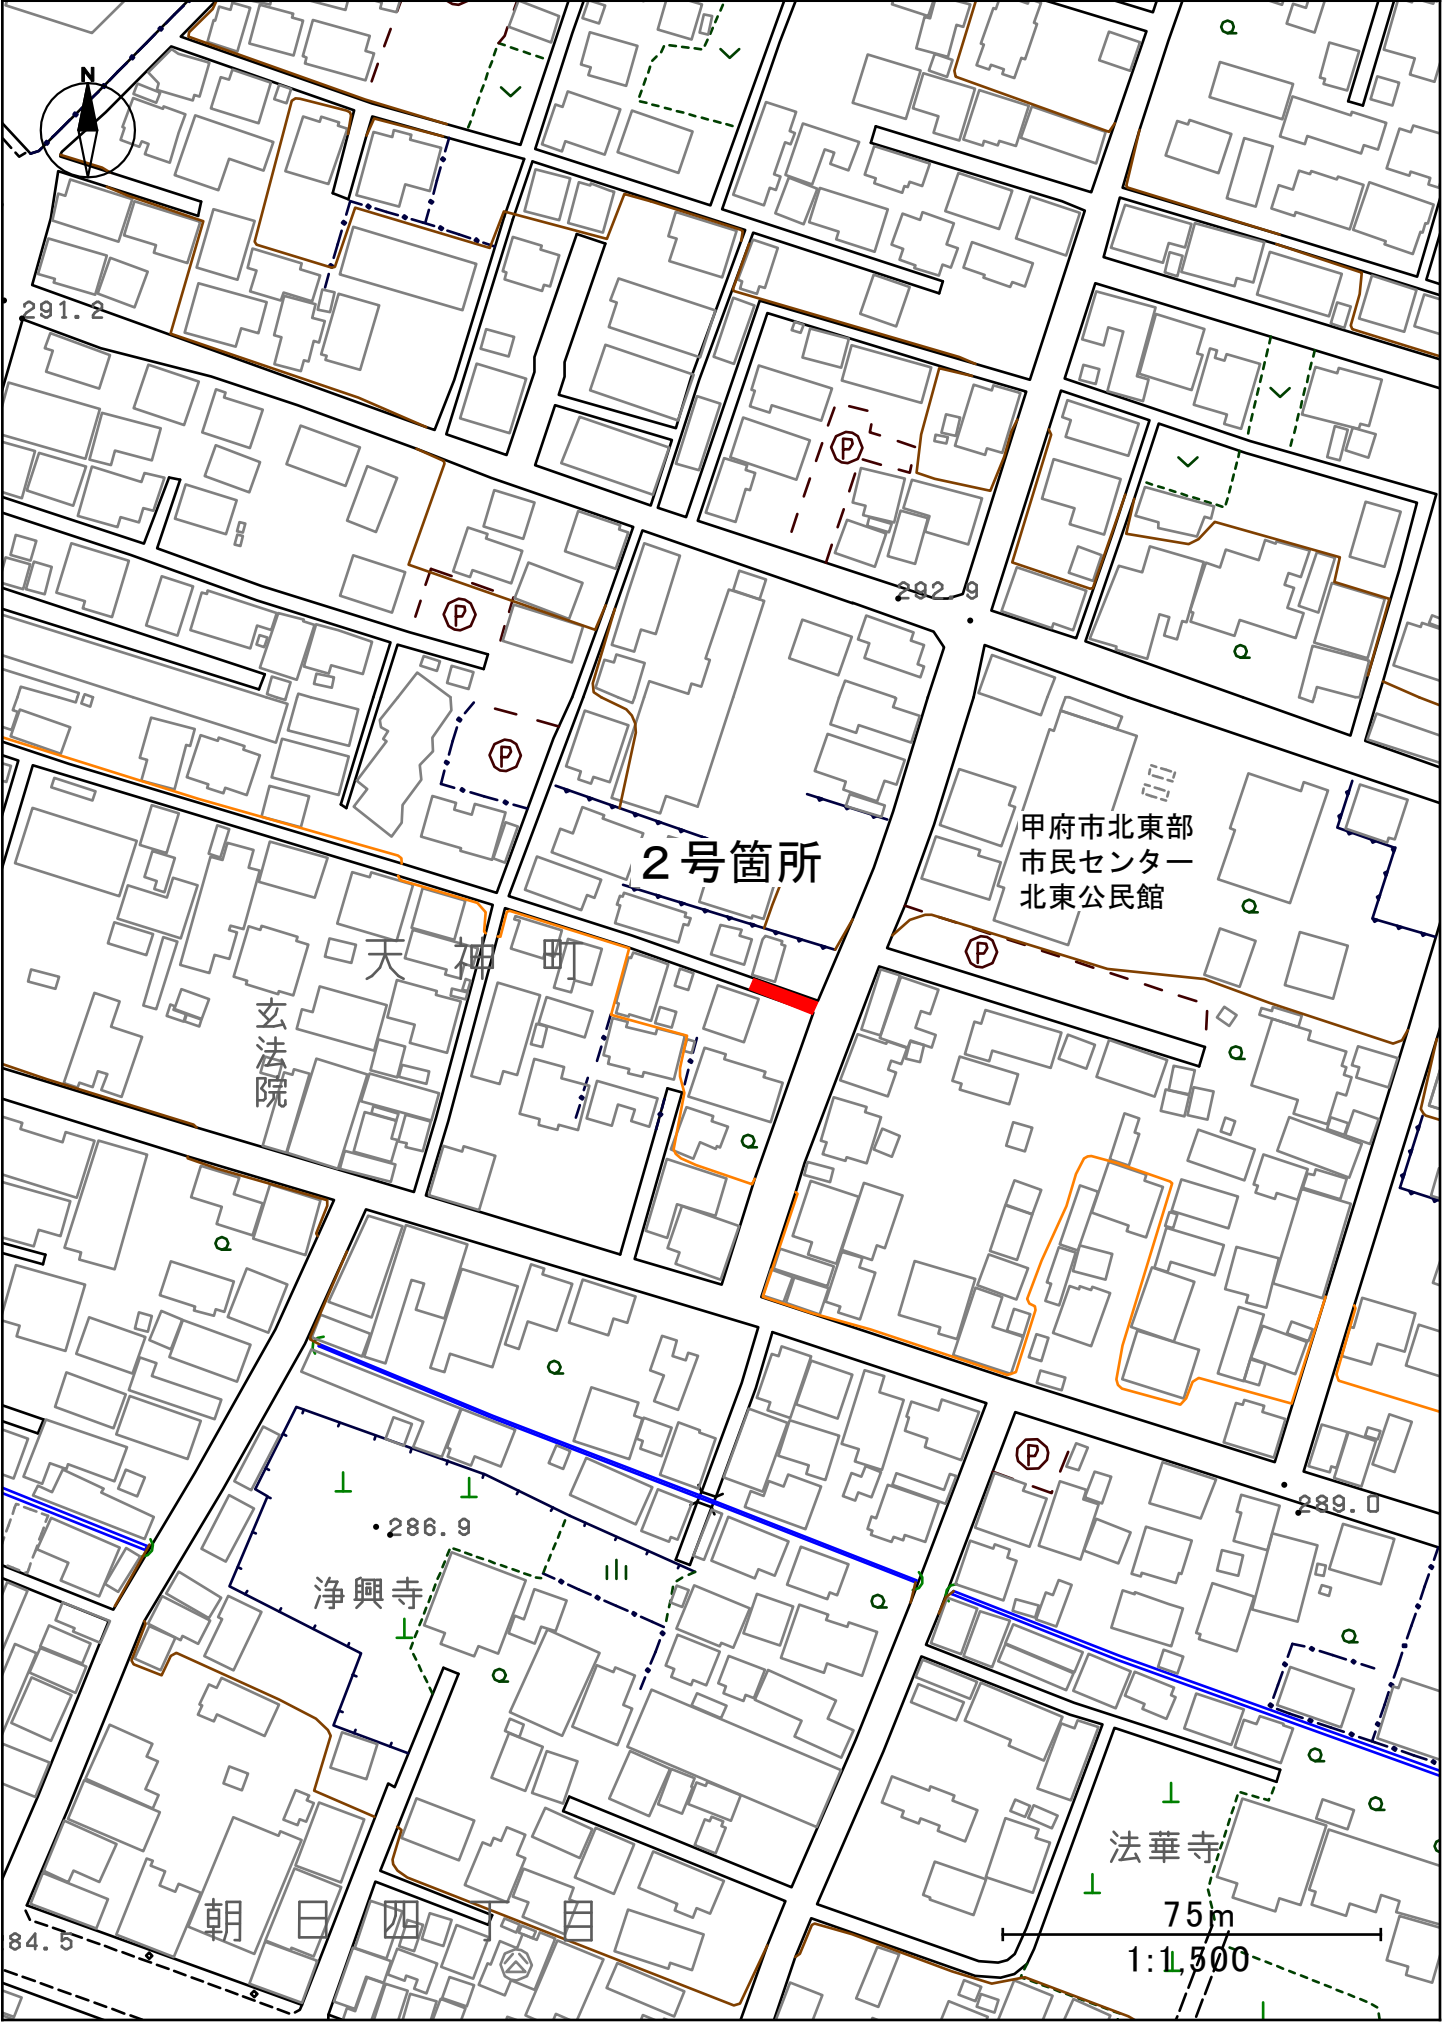 N
291.2
Ⓟ
292.9
Ⓟ
Ⓟ
2号箇所
甲府市北東部
市民センター
北東公民館
天神町
Ⓟ
玄法院
Ⓟ
289.0
286.9
浄興寺
法華寺
朝日四丁目
75m
84.5
1:1,500